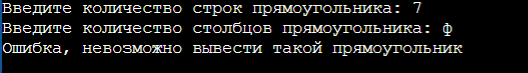 Введите количество строк прямоугольника: 7
Введите количество столбцов прямоугольника: ф
Ошибка, невозможно вывести такой прямоугольник